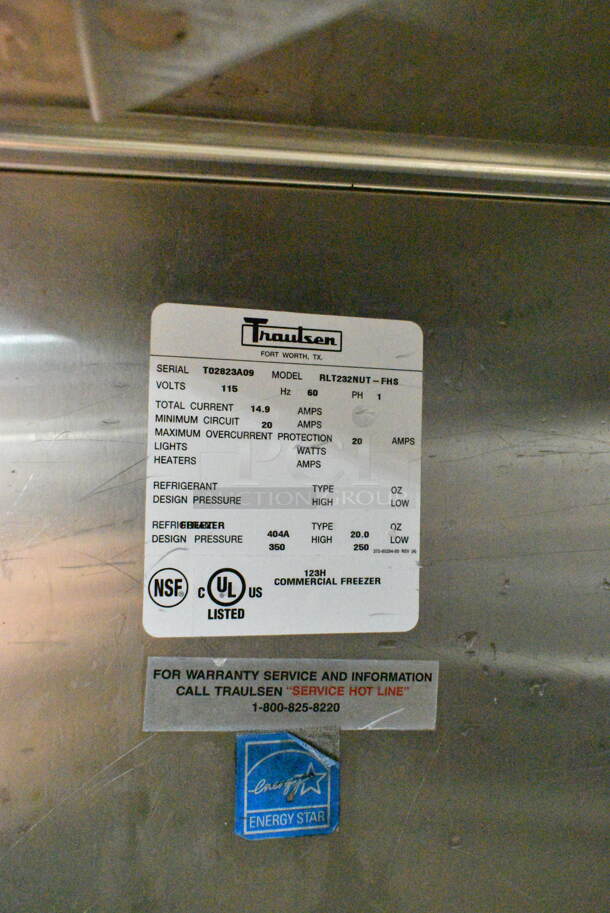 Traulsen
FORT WORTH, TX.
SERIAL T02823A09 MODEL RLT232NUT-FHS
VOLTS 115 Hz 60 PH 1
TOTAL CURRENT 14.9 AMPS
MINIMUM CIRCUIT 20 AMPS
MAXIMUM OVERCURRENT PROTECTION 20 AMPS
LIGHTS WATTS
HEATERS AMPS
REFRIGERANT TYPE OZ
DESIGN PRESSURE HIGH LOW
TYPE OZ
DESIGN PRESSURE 404A HIGH 20.0 LOW
350 250
123H
COMMERCIAL FREEZER
NSF
C UL US
LISTED
FOR WARRANTY SERVICE AND INFORMATION
CALL TRAULSEN "SERVICE HOT LINE"
1-800-825-8220
energy
ENERGY STAR